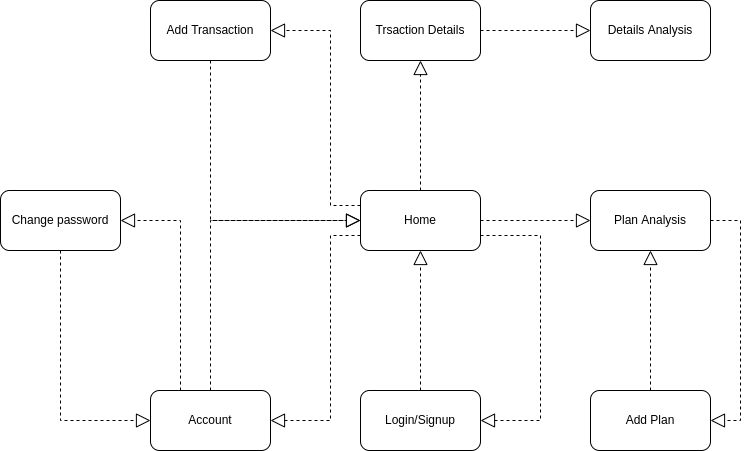 Add Transaction
Trsaction Details
Details Analysis
Change password
Home
Plan Analysis
Account
Login/Signup
Add Plan